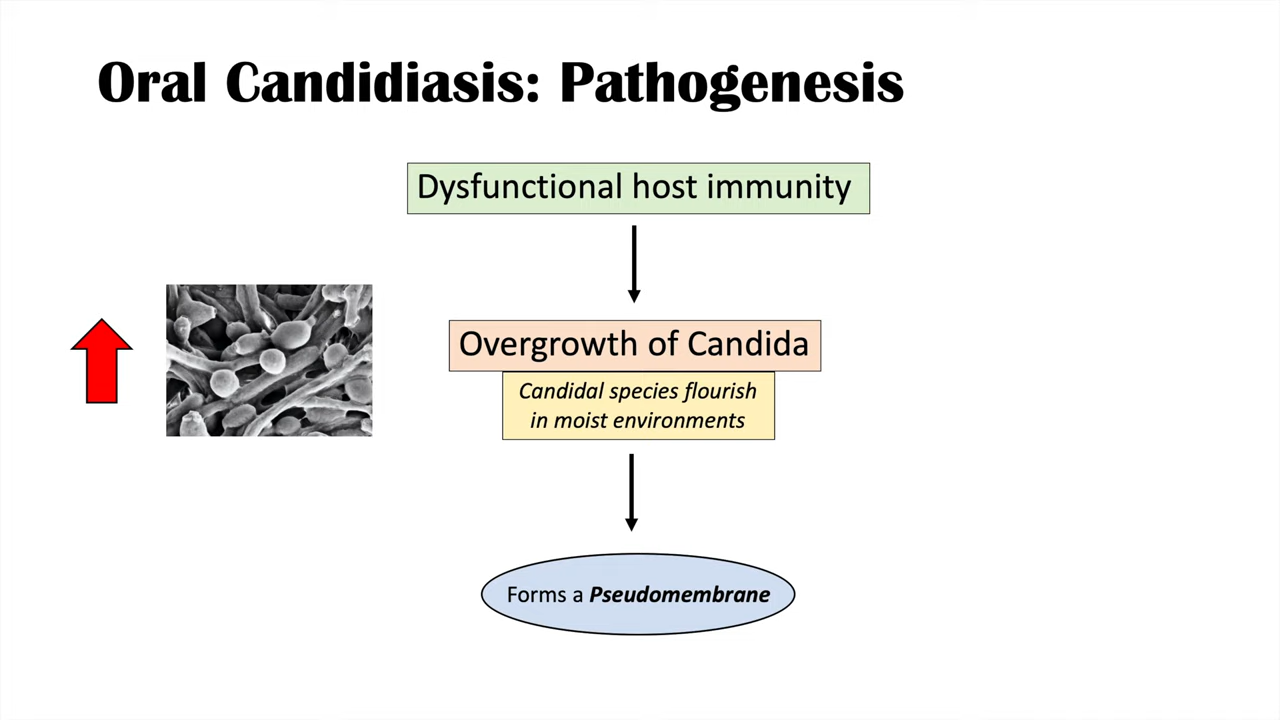 Oral Candidiasis: Pathogenesis
Dysfunctional host immunity
Overgrowth of Candida
Candidal species flourish
in moist environments
Forms a Pseudomembrane